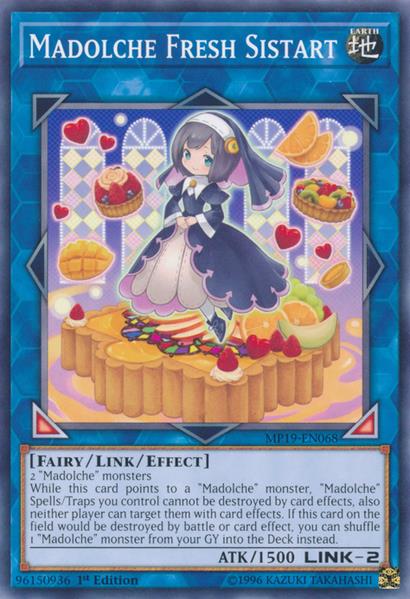 MADOLCHE FRESH SISTART
EARTH
地
MP19-EN068
[FAIRY/LINK/EFFECT]
2 "Madolche" monsters
While this card points to a "Madolche" monster, "Madolche"
Spells/Traps you control cannot be destroyed by card effects, also
neither player can target them with card effects. If this card on the
field would be destroyed by battle or card effect, you can shuffle
1 "Madolche" monster from your GY into the Deck instead.
ATK/1500 LINK-2
96150936 1st Edition ©1996 KAZUKI TAKAHASHI